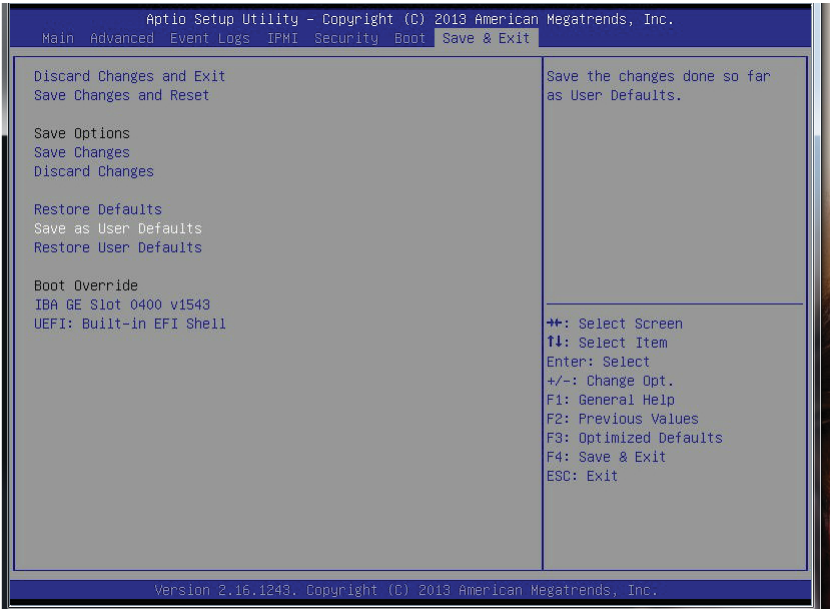 Aptio Setup Utility – Copyright (C) 2013 American Megatrends, Inc.
Main Advanced Event Logs IPMI Security Boot Save & Exit
Discard Changes and Exit
Save Changes and Reset
Save Options
Save Changes
Discard Changes
Restore Defaults
Save as User Defaults
Restore User Defaults
Boot Override
IBA GE Slot 0400 v1543
UEFI: Built-in EFI Shell
Save the changes done so far
as User Defaults.
→←: Select Screen
↑↓: Select Item
Enter: Select
+/-: Change Opt.
F1: General Help
F2: Previous Values
F3: Optimized Defaults
F4: Save & Exit
ESC: Exit
Version 2.16.1243. Copyright (C) 2013 American Megatrends, Inc.